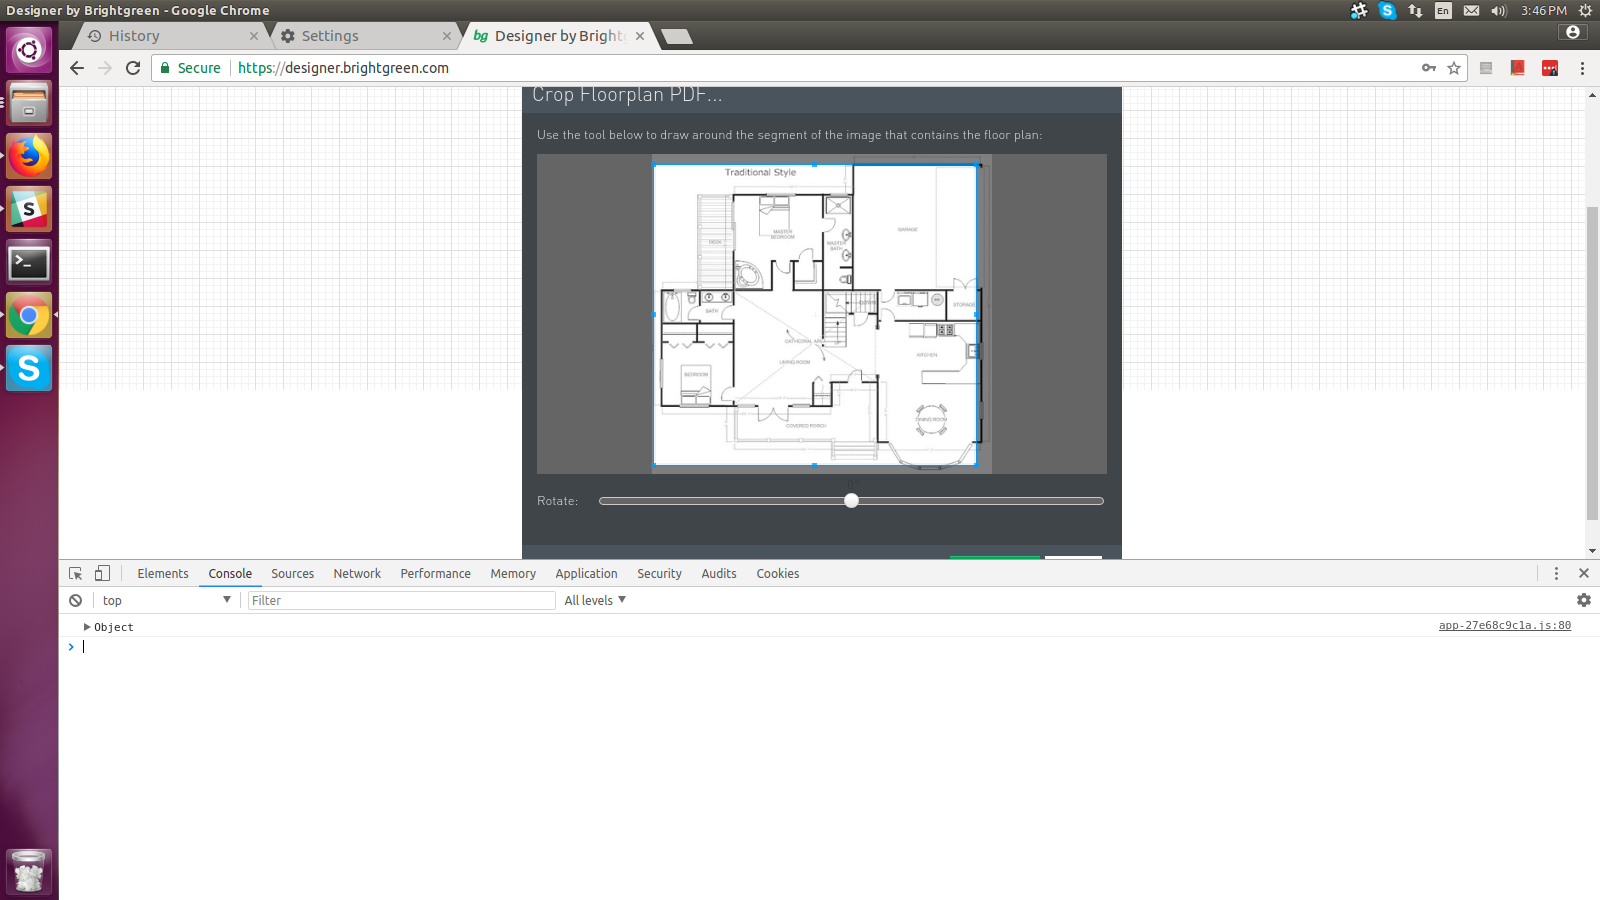 Designer by Brightgreen - Google Chrome
En
3:46 PM
History
Settings
bg Designer by Bright
Secure
https://designer.brightgreen.com
Crop Floorplan PDF...
Use the tool below to draw around the segment of the image that contains the floor plan:
Traditional Style
MASTER
BEDROOM
GARAGE
DECK
MASTER
BATH
DOWN
STORAGE
BATH
CATHEDRAL AREA
KITCHEN
LIVING ROOM
BEDROOM
DINING ROOM
COVERED PORCH
0°
Rotate:
Elements
Console
Sources
Network
Performance
Memory
Application
Security
Audits
Cookies
top
Filter
All levels
Object
app-27e68c9c1a.js:80